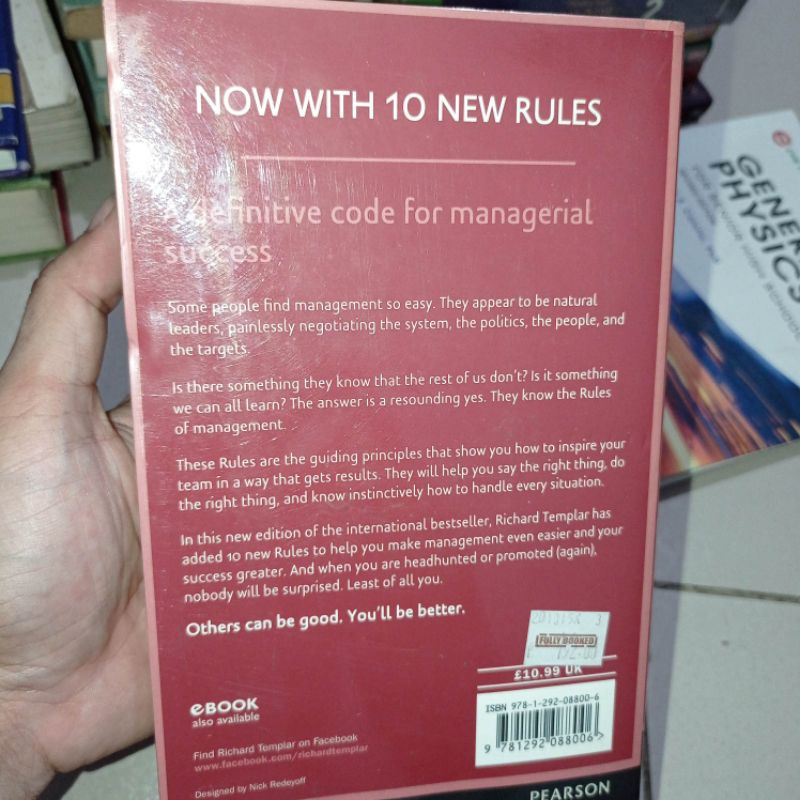 NOW WITH 10 NEW RULES
A definitive code for managerial
success
Some people find management so easy. They appear to be natural
leaders, painlessly negotiating the system, the politics, the people, and
the targets.
Is there something they know that the rest of us don't? Is it something
we can all learn? The answer is a resounding yes. They know the Rules
of management.
These Rules are the guiding principles that show you how to inspire your
team in a way that gets results. They will help you say the right thing, do
the right thing, and know instinctively how to handle every situation.
In this new edition of the international bestseller, Richard Templar has
added 10 new Rules to help you make management even easier and your
success greater. And when you are headhunted or promoted (again),
nobody will be surprised. Least of all you.
Others can be good. You'll be better.
FULLY BOOKED
£10.99 UK
ISBN 978-1-292-08800-6
9 781292 088006 >
eBOOK
also available
Find Richard Templar on Facebook
www.facebook.com/richardtemplar
Designed by Nick Redeyoff
PEARSON
PHYSICS